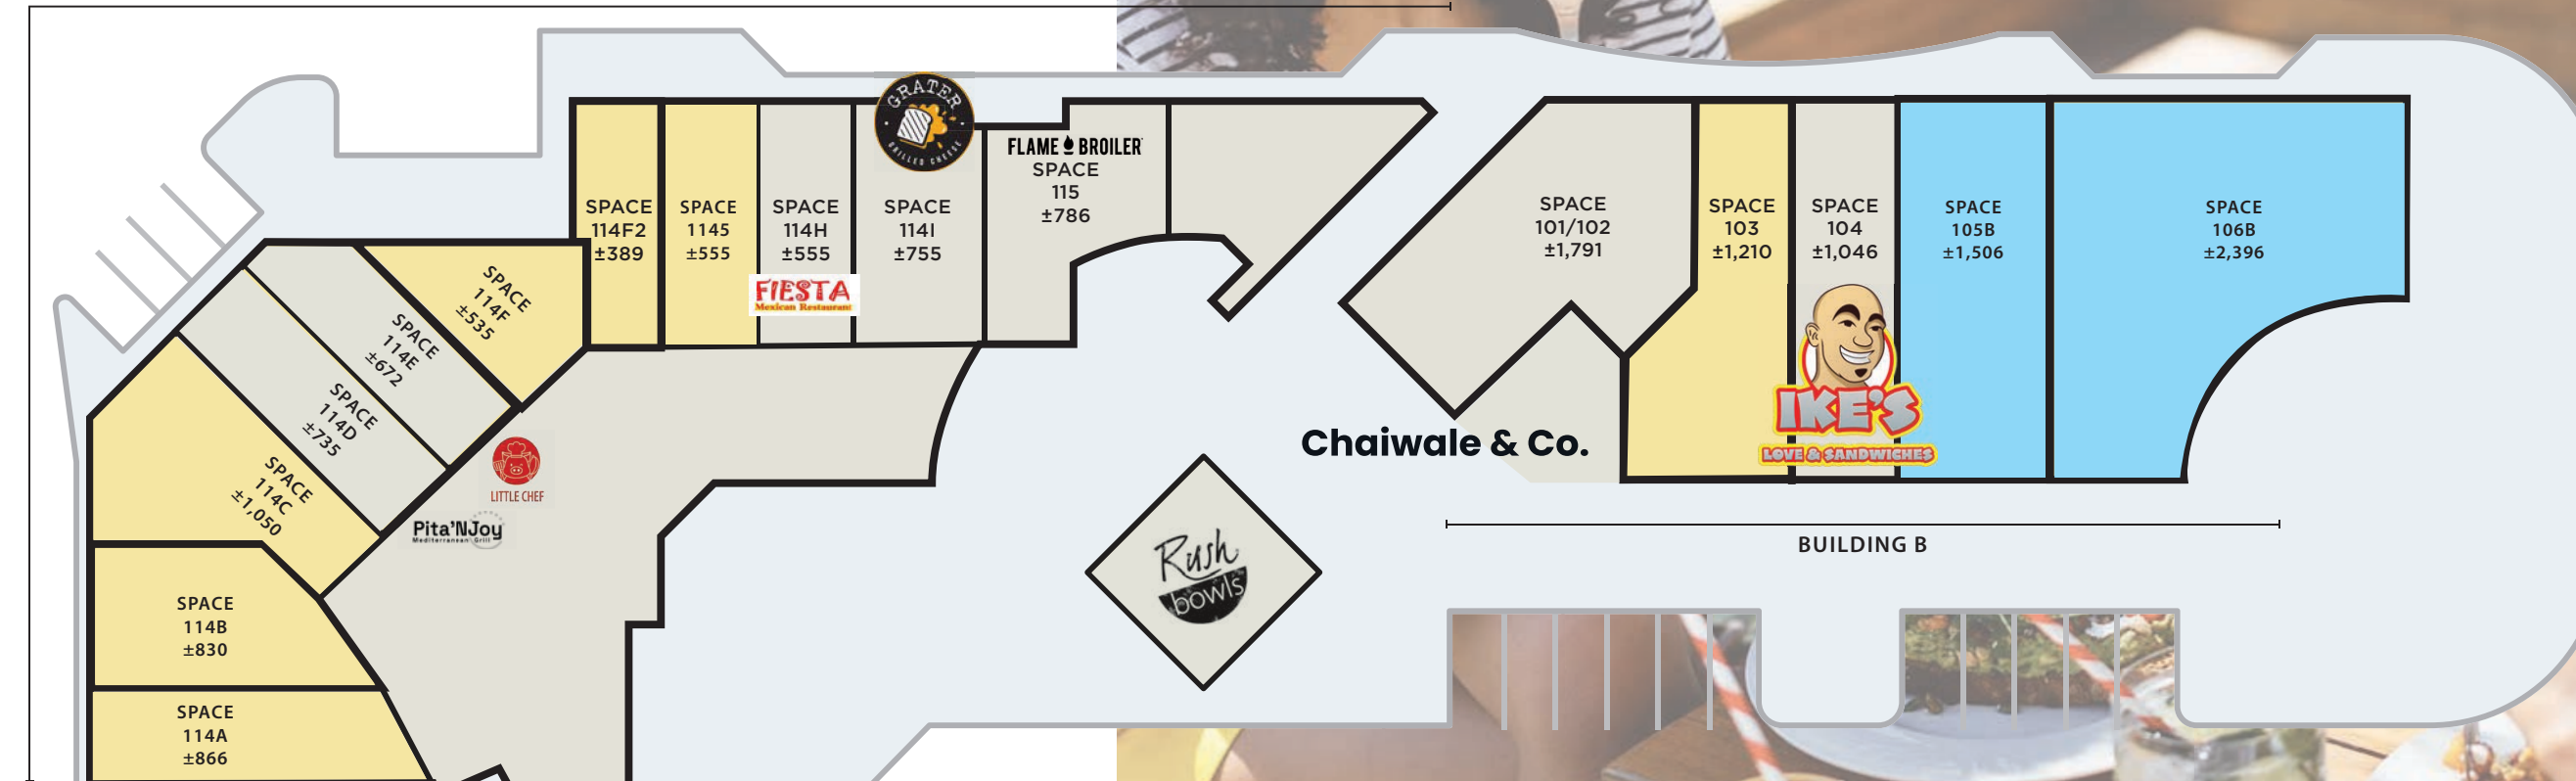 GRATER
GRILLED CHEESE
FLAME BROILER
SPACE
115
±786
SPACE
114F2
±389
SPACE
1145
±555
SPACE
114H
±555
FIESTA
Mexican Restaurant
SPACE
114I
±755
SPACE
101/102
±1,791
SPACE
103
±1,210
SPACE
104
±1,046
SPACE
105B
±1,506
SPACE
106B
±2,396
IKE'S
LOVE & SANDWICHES
SPACE
114F
±535
SPACE
114E
±672
SPACE
114D
±735
SPACE
114C
±1,050
LITTLE CHEF
Pita'NJoy
Mediterranean Grill
Chaiwale & Co.
Rush
bowls
BUILDING B
SPACE
114B
±830
SPACE
114A
±866